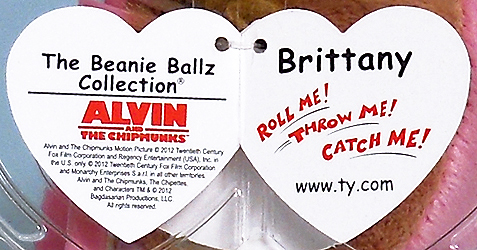 The Beanie Ballz
Collection®
ALVIN
AND
THE CHIPMUNKS
Alvin and The Chipmunks Motion Picture © 2012 Twentieth Century
Fox Film Corporation and Regency Entertainment (USA), Inc. in
the U.S. only. © 2012 Twentieth Century Fox Film Corporation
and Monarchy Enterprises S.a.r.l. in all other territories.
Alvin and The Chipmunks, The Chipettes,
and Characters TM & © 2012
Bagdasarian Productions, LLC
All rights reserved.
Brittany
ROLL ME!
THROW ME!
CATCH ME!
www.ty.com